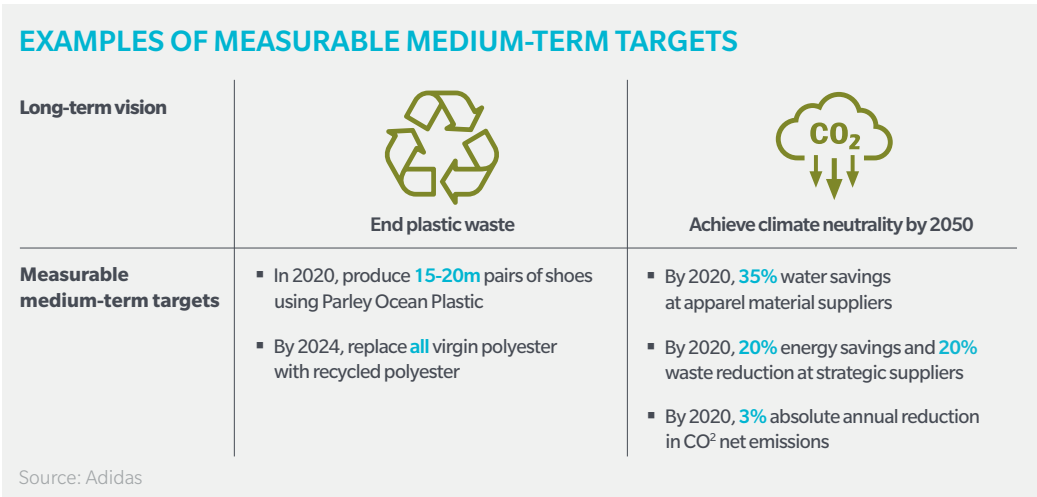 EXAMPLES OF MEASURABLE MEDIUM-TERM TARGETS
Long-term vision
CO₂
End plastic waste
Achieve climate neutrality by 2050
Measurable
medium-term targets
▪ In 2020, produce 15-20m pairs of shoes
using Parley Ocean Plastic
▪ By 2024, replace all virgin polyester
with recycled polyester
▪ By 2020, 35% water savings
at apparel material suppliers
▪ By 2020, 20% energy savings and 20%
waste reduction at strategic suppliers
▪ By 2020, 3% absolute annual reduction
in CO² net emissions
Source: Adidas